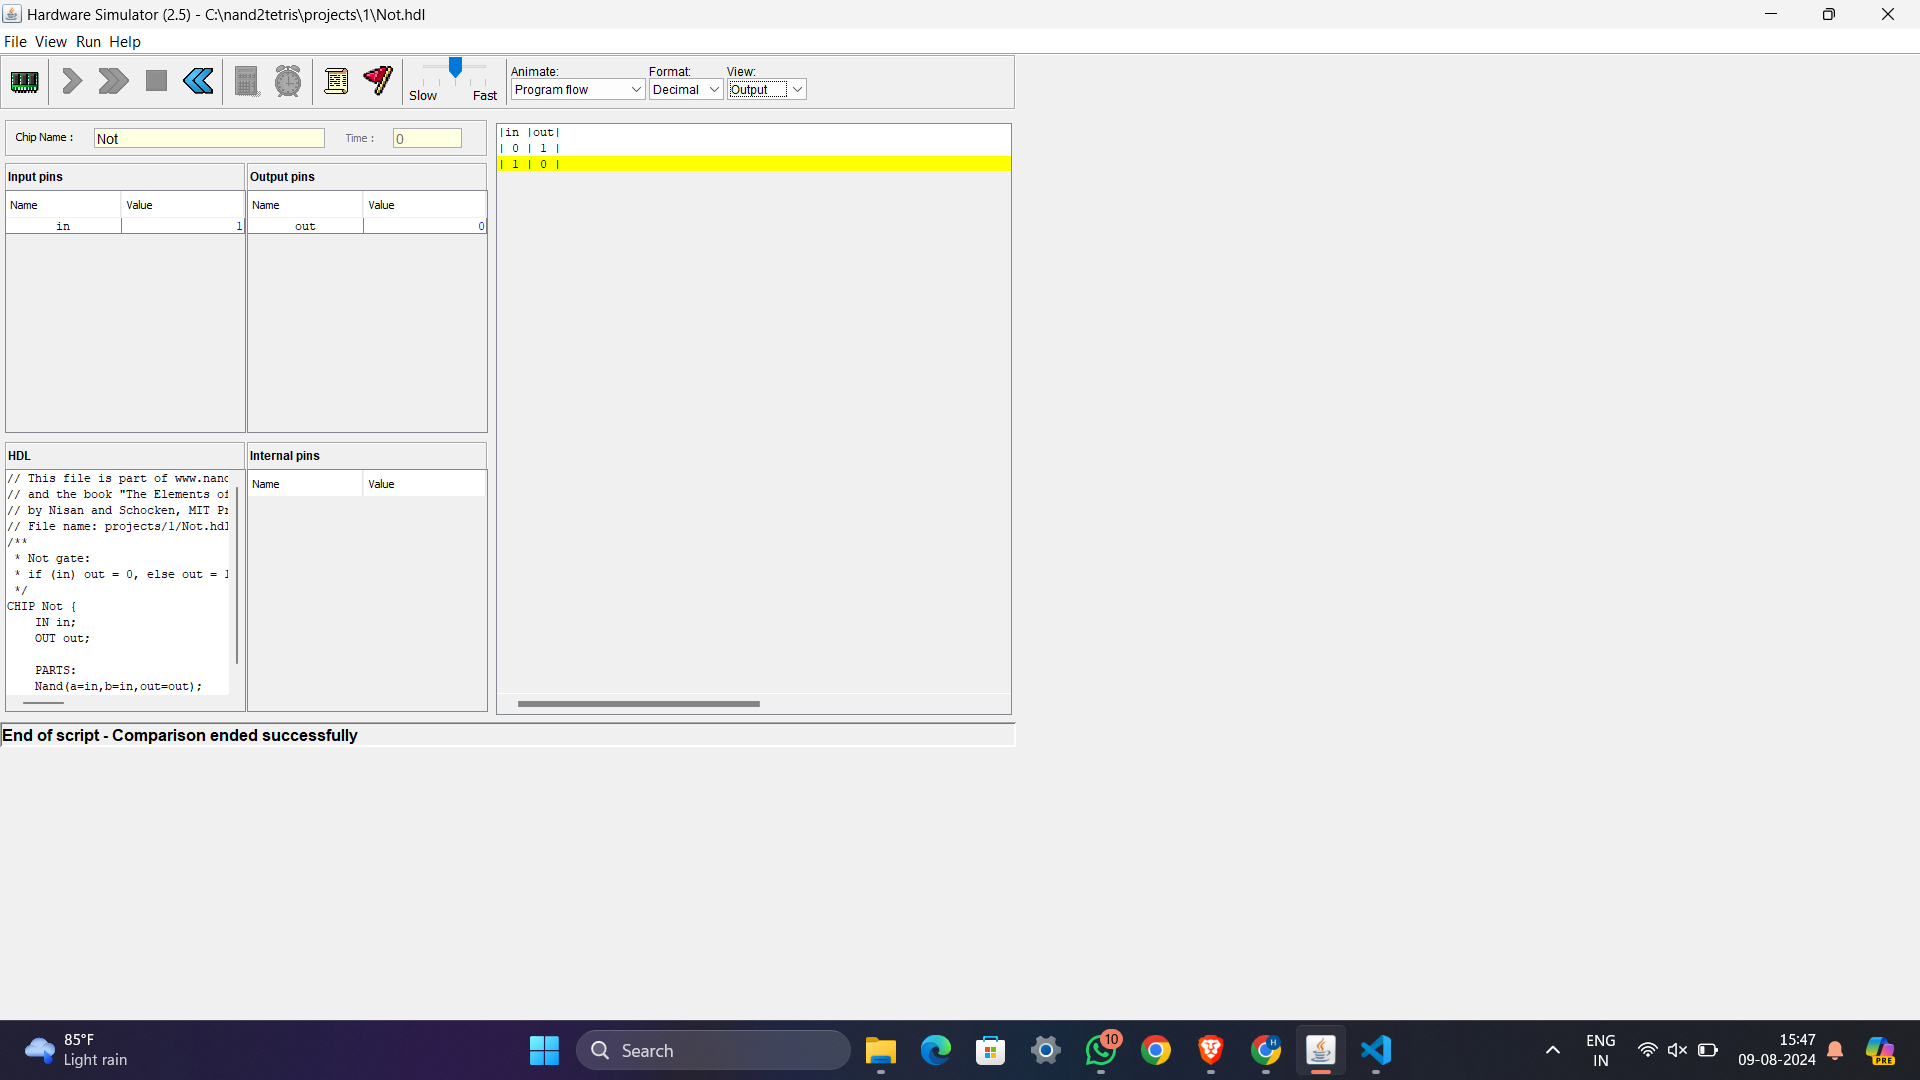 Hardware Simulator (2.5) - C:\nand2tetris\projects\1\Not.hdl
File View Run Help
Slow Fast
Animate: Format: View:
Program flow Decimal Output
Chip Name : Not Time : 0
Input pins Output pins
Name Value Name Value
in 1 out 0
|in |out|
| 0 | 1 |
| 1 | 0 |
HDL Internal pins
Name Value
// This file is part of www.nand
// and the book "The Elements of
// by Nisan and Schocken, MIT Pr
// File name: projects/1/Not.hdl
/**
* Not gate:
* if (in) out = 0, else out = 1
*/
CHIP Not {
IN in;
OUT out;
PARTS:
Nand(a=in,b=in,out=out);
End of script - Comparison ended successfully
85°F
Light rain
Search
10
H
ENG
IN
15:47
09-08-2024
PRE